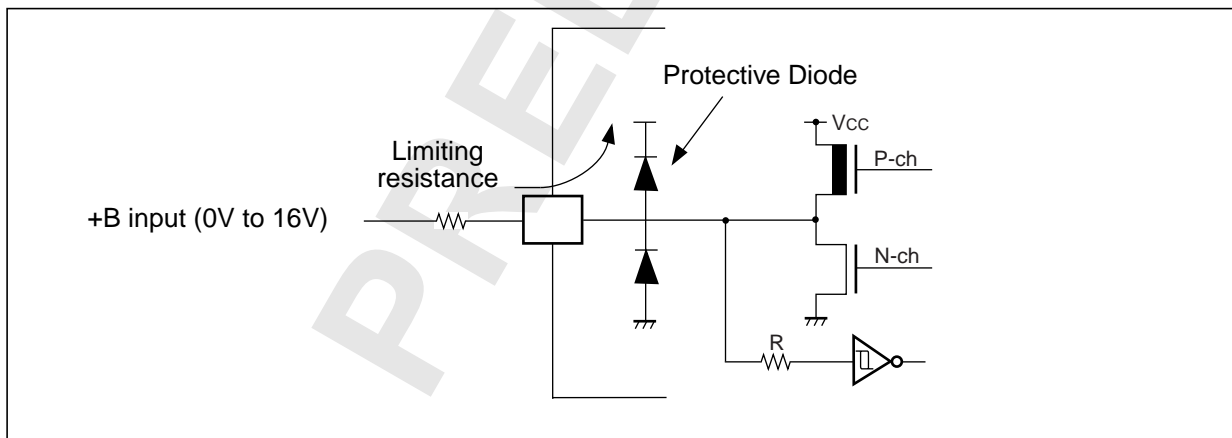 Protective Diode
Vcc
Limiting
resistance
P-ch
+B input (0V to 16V)
N-ch
R